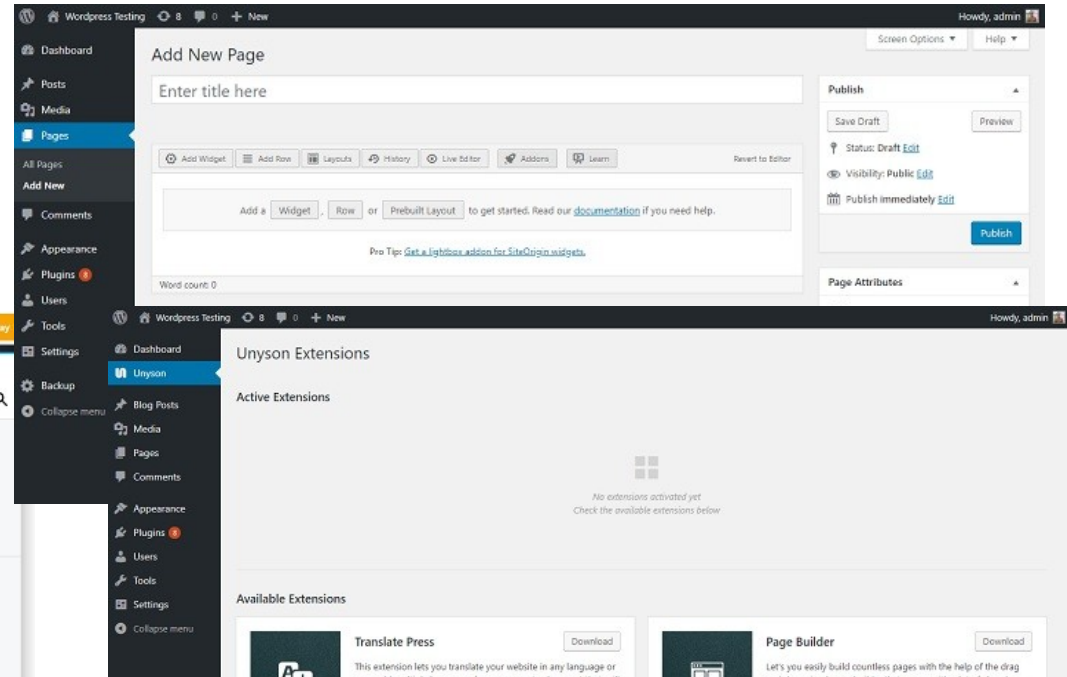 Wordpress Testing 8 0 + New Howdy, admin
Screen Options Help
Dashboard
Posts
Media
Pages
All Pages
Add New
Comments
Appearance
Plugins 8
Users
Tools
Settings
Backup
Collapse menu
Add New Page
Enter title here
Add Widget Add Row Layouts History Live Editor Addons Learn Revert to Editor
Add a Widget , Row or Prebuilt Layout to get started. Read our documentation if you need help.
Pro Tip: Get a lightbox addon for SiteOrigin widgets.
Word count: 0
Publish
Save Draft Preview
Status: Draft Edit
Visibility: Public Edit
Publish immediately Edit
Publish
Page Attributes
Wordpress Testing 8 0 + New Howdy, admin
Dashboard
Unyson
Blog Posts
Media
Pages
Comments
Appearance
Plugins 8
Users
Tools
Settings
Collapse menu
Unyson Extensions
Active Extensions
No extensions activated yet
Check the available extensions below
Available Extensions
Translate Press Download
This extension lets you translate your website in any language or
Page Builder Download
Let's you easily build countless pages with the help of the drag